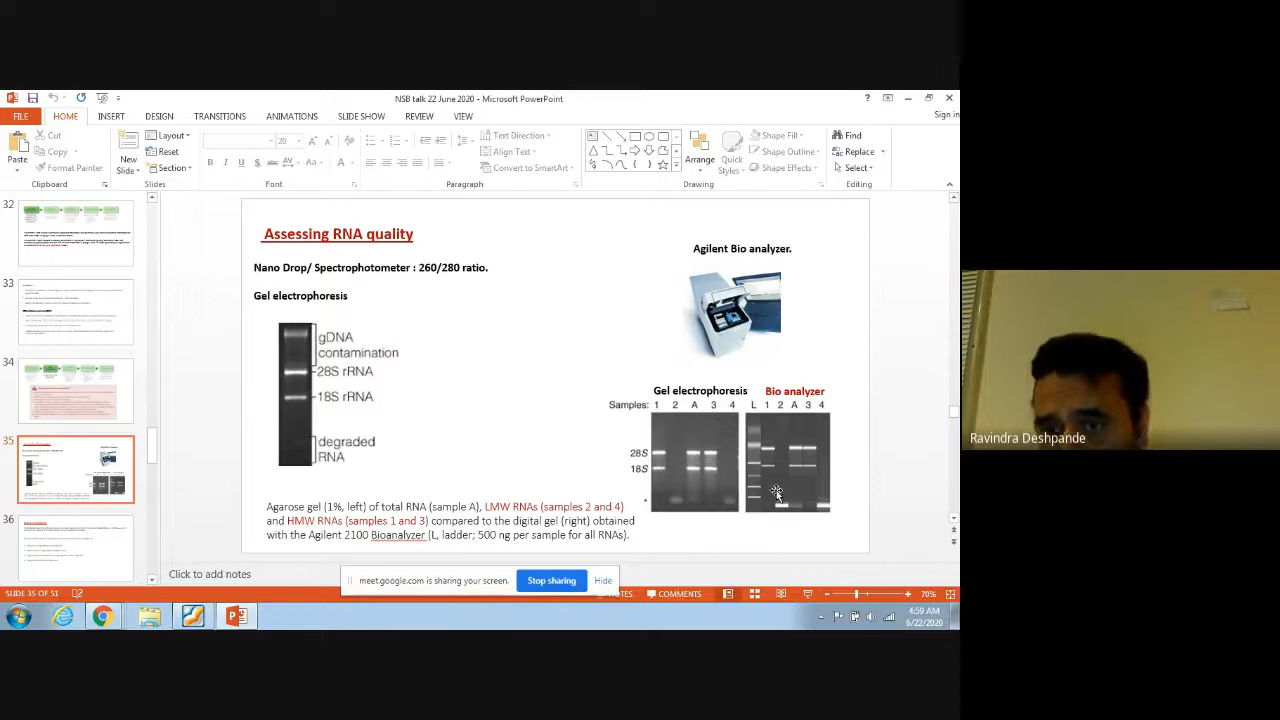 NSB talk 22 June 2020 - Microsoft PowerPoint
Sign in
FILE HOME INSERT DESIGN TRANSITIONS ANIMATIONS SLIDE SHOW REVIEW VIEW
Paste
Cut
Copy
Format Painter
Clipboard
New
Slide
Layout
Reset
Section
Slides
20
Font
Text Direction
Align Text
Convert to SmartArt
Paragraph
Arrange
Quick
Styles
Shape Fill
Shape Outline
Shape Effects
Drawing
Find
Replace
Select
Editing
32
33
34
35
36
Assessing RNA quality
Nano Drop/ Spectrophotometer : 260/280 ratio.
Gel electrophoresis
gDNA
contamination
28S rRNA
18S rRNA
degraded
RNA
Agilent Bio analyzer.
Gel electrophoresis Bio analyzer
Samples: 1 2 A 3 4 L 1 2 A 3 4
28S
18S
*
Agarose gel (1%, left) of total RNA (sample A), LMW RNAs (samples 2 and 4)
and HMW RNAs (samples 1 and 3) compared to the digital gel (right) obtained
with the Agilent 2100 Bioanalyzer (L, ladder; 500 ng per sample for all RNAs).
Click to add notes
meet.google.com is sharing your screen. Stop sharing Hide
SLIDE 35 OF 51
NOTES
COMMENTS
70%
4:59 AM
6/22/2020
Ravindra Deshpande